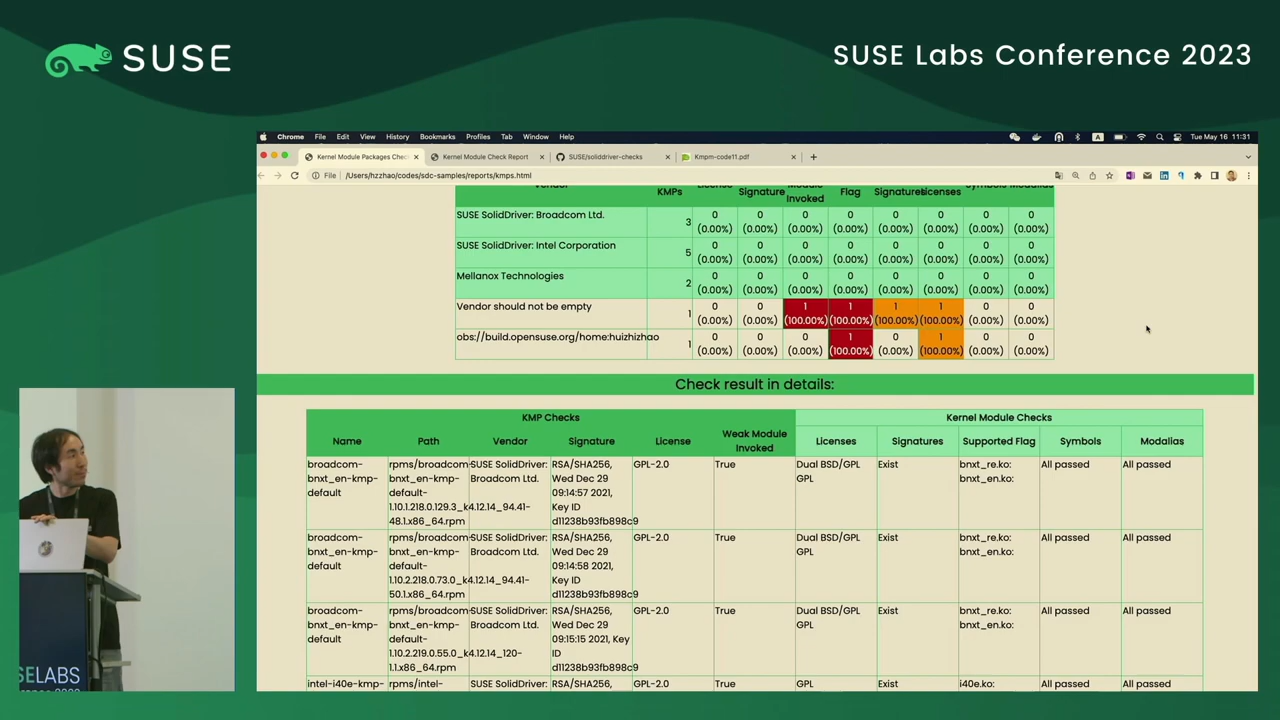 SUSE
SUSE Labs Conference 2023
Chrome File Edit View History Bookmarks Profiles Tab Window Help
A
Tue May 16 11:31
Kernel Module Packages Chec
Kernel Module Check Report
SUSE/soliddriver-checks
Kmpm-code11.pdf
File /Users/hzzhao/codes/sdc-samples/reports/kmps.html
KMPs Signature Invoked Flag Signatures Licenses
SUSE SolidDriver: Broadcom Ltd. 3 0 0 0 0 0 0 0 0
(0.00%) (0.00%) (0.00%) (0.00%) (0.00%) (0.00%) (0.00%) (0.00%)
SUSE SolidDriver: Intel Corporation 5 0 0 0 0 0 0 0 0
(0.00%) (0.00%) (0.00%) (0.00%) (0.00%) (0.00%) (0.00%) (0.00%)
Mellanox Technologies 2 0 0 0 0 0 0 0 0
(0.00%) (0.00%) (0.00%) (0.00%) (0.00%) (0.00%) (0.00%) (0.00%)
Vendor should not be empty 1 0 0 1 1 1 1 0 0
(0.00%) (0.00%) (100.00%) (100.00%) (100.00%) (100.00%) (0.00%) (0.00%)
obs://build.opensuse.org/home:huizhizhao 1 0 0 0 1 0 1 0 0
(0.00%) (0.00%) (0.00%) (100.00%) (0.00%) (100.00%) (0.00%) (0.00%)
Check result in details:
KMP Checks Kernel Module Checks
Name Path Vendor Signature License Weak Module Invoked Licenses Signatures Supported Flag Symbols Modalias
broadcom- rpms/broadcom- SUSE SolidDriver: RSA/SHA256, GPL-2.0 True Dual BSD/GPL Exist bnxt_re.ko: All passed All passed
bnxt_en-kmp- bnxt_en-kmp- Broadcom Ltd. Wed Dec 29 GPL bnxt_en.ko:
default default- 09:14:57 2021,
1.10.1.218.0.129.3_k4.12.14_94.41- Key ID
48.1.x86_64.rpm d11238b93fb898c9
broadcom- rpms/broadcom- SUSE SolidDriver: RSA/SHA256, GPL-2.0 True Dual BSD/GPL Exist bnxt_re.ko: All passed All passed
bnxt_en-kmp- bnxt_en-kmp- Broadcom Ltd. Wed Dec 29 GPL bnxt_en.ko:
default default- 09:14:58 2021,
1.10.2.218.0.73.0_k4.12.14_94.41- Key ID
50.1.x86_64.rpm d11238b93fb898c9
broadcom- rpms/broadcom- SUSE SolidDriver: RSA/SHA256, GPL-2.0 True Dual BSD/GPL Exist bnxt_re.ko: All passed All passed
bnxt_en-kmp- bnxt_en-kmp- Broadcom Ltd. Wed Dec 29 GPL bnxt_en.ko:
default default- 09:15:15 2021, Key
1.10.2.219.0.55.0_k4.12.14_120- ID
1.1.x86_64.rpm d11238b93fb898c9
intel-i40e-kmp- rpms/intel- SUSE SolidDriver: RSA/SHA256, GPL-2.0 True GPL Exist i40e.ko: All passed All passed
SELABS